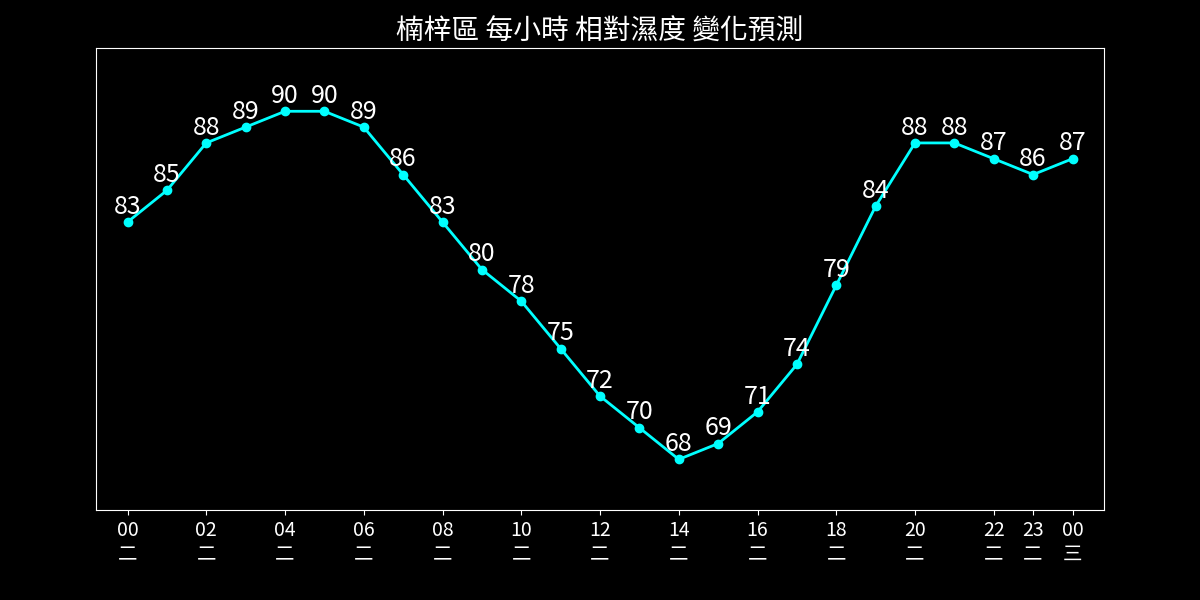 楠梓區 每小時 相對濕度 變化預測
83 85 88 89 90 90 89 86 83 80 78 75 72 70 68 69 71 74 79 84 88 88 87 86 87
00 02 04 06 08 10 12 14 16 18 20 22 23 00
二 二 二 二 二 二 二 二 二 二 二 二 二 三